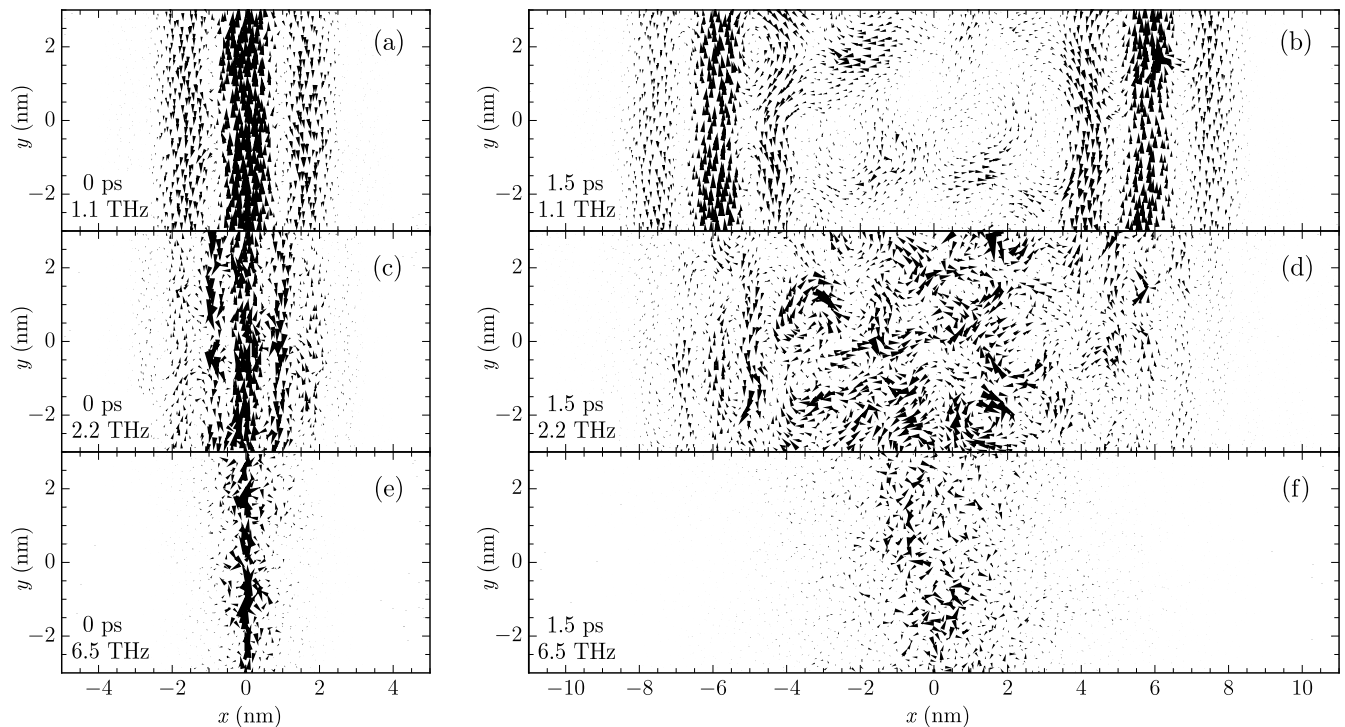 (a)
y (nm)
2
0
−2
0 ps
1.1 THz
(b)
y (nm)
2
0
−2
1.5 ps
1.1 THz
(c)
y (nm)
2
0
−2
0 ps
2.2 THz
(d)
y (nm)
2
0
−2
1.5 ps
2.2 THz
(e)
y (nm)
2
0
−2
0 ps
6.5 THz
−4 −2 0 2 4
x (nm)
(f)
y (nm)
2
0
−2
1.5 ps
6.5 THz
−10 −8 −6 −4 −2 0 2 4 6 8 10
x (nm)